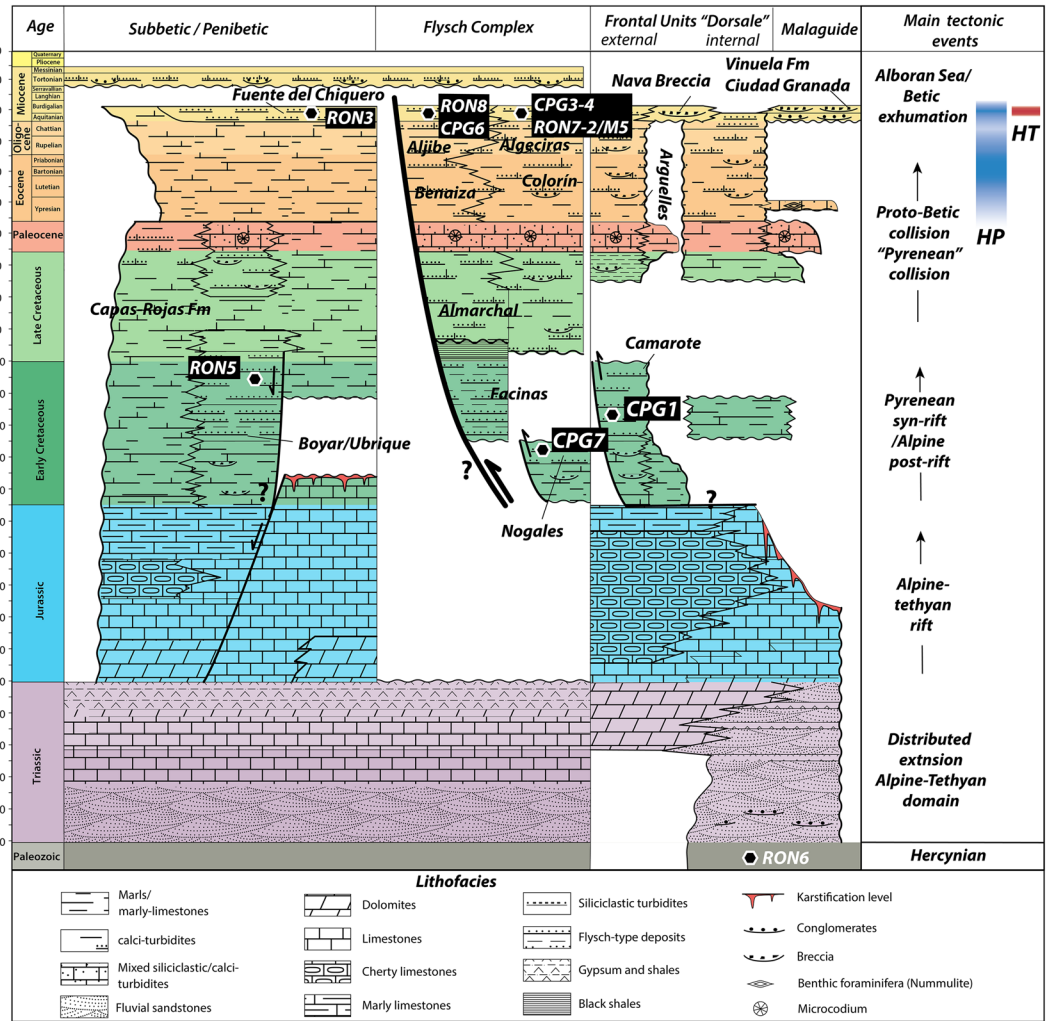 Age
Subbetic / Penibetic
Flysch Complex
Frontal Units "Dorsale"
external
internal
Malaguide
Main tectonic
events
Quaternary
Pliocene
Messinian
Tortonian
Serravallian
Langhian
Burdigalian
Aquitanian
Chattian
Rupelian
Priabonian
Bartonian
Lutetian
Ypresian
Miocene
Oligo-
cene
Eocene
Paleocene
Late Cretaceous
Early Cretaceous
Jurassic
Triassic
Paleozoic
Fuente del Chiquero
RON3
RON8
CPG6
CPG3-4
RON7-2/M5
Nava Breccia
Vinuela Fm
Ciudad Granada
Aljibe
Algeciras
Benaiza
Colorín
Arguelles
Capas-Rojas Fm
Almarchal
RON5
Camarote
Facinas
CPG1
Boyar/Ubrique
CPG7
?
?
?
Nogales
RON6
Alboran Sea/
Betic
exhumation
HT
HP
Proto-Betic
collision
"Pyrenean"
collision
Pyrenean
syn-rift
/Alpine
post-rift
Alpine-
tethyan
rift
Distributed
extnsion
Alpine-Tethyan
domain
Hercynian
Lithofacies
Marls/
marly-limestones
calci-turbidites
Mixed siliciclastic/calci-
turbidites
Fluvial sandstones
Dolomites
Limestones
Cherty limestones
Marly limestones
Siliciclastic turbidites
Flysch-type deposits
Gypsum and shales
Black shales
Karstification level
Conglomerates
Breccia
Benthic foraminifera (Nummulite)
Microcodium